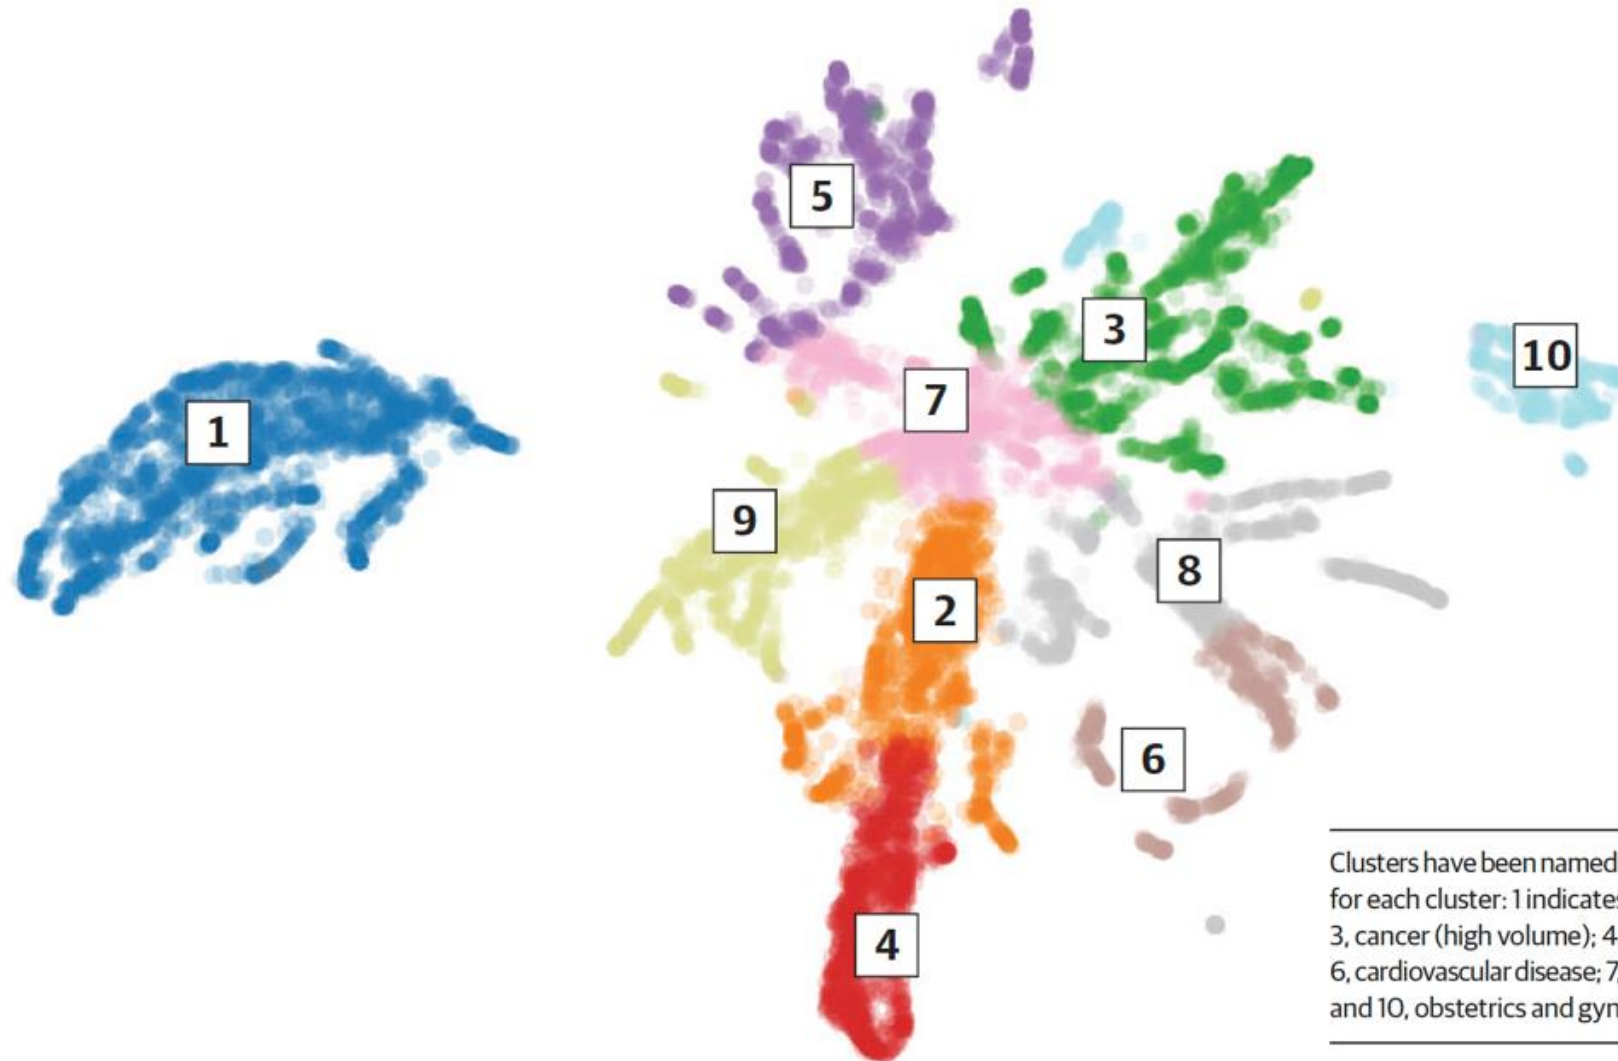 5
3
10
7
1
9
8
2
6
4
Clusters have been named
for each cluster: 1 indicates
3, cancer (high volume); 4
6, cardiovascular disease; 7,
and 10, obstetrics and gyn